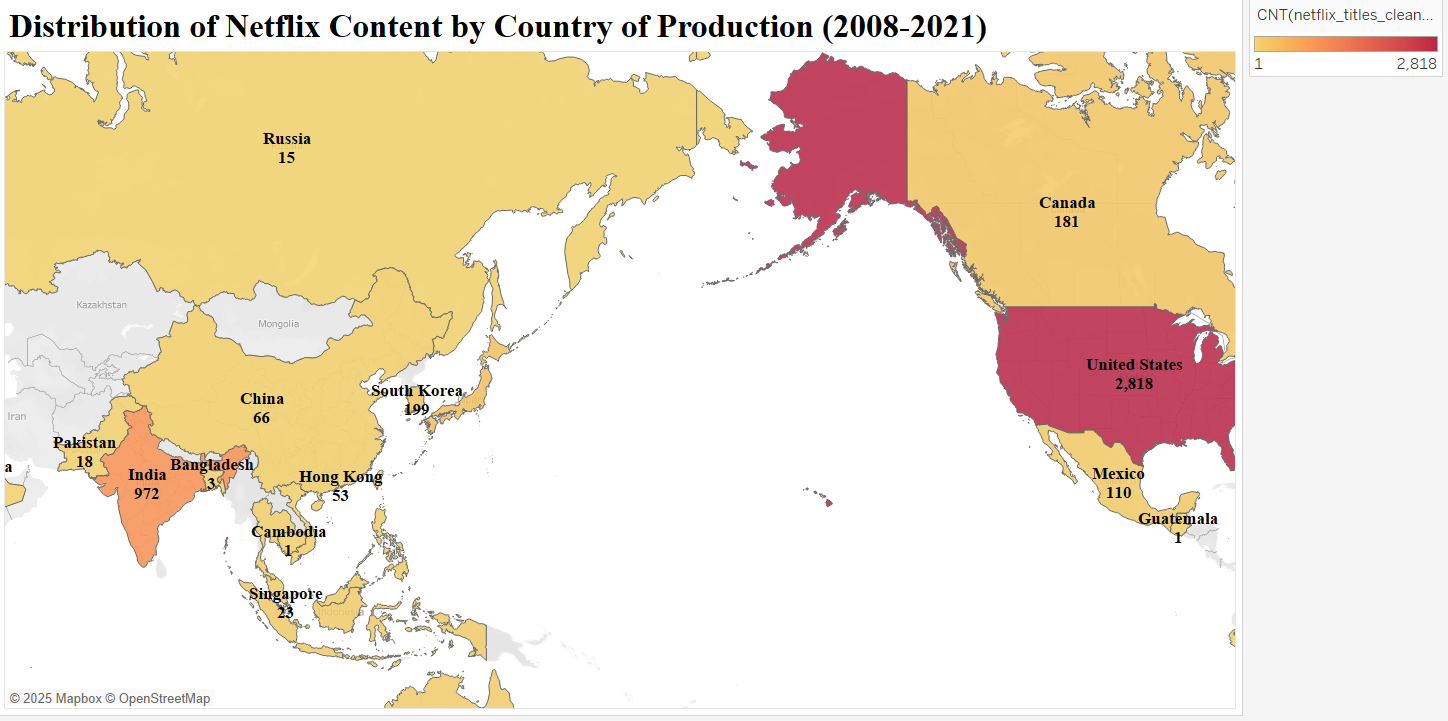 Distribution of Netflix Content by Country of Production (2008-2021)
CNT(netflix_titles_clean...
1
2,818
Russia
15
Canada
181
Kazakhstan
Mongolia
United States
2,818
South Korea
199
China
66
Iran
Pakistan
18
a
India
972
Bangladesh
3
Hong Kong
53
Mexico
110
Guatemala
1
Cambodia
1
Singapore
23
Indonesia
© 2025 Mapbox © OpenStreetMap